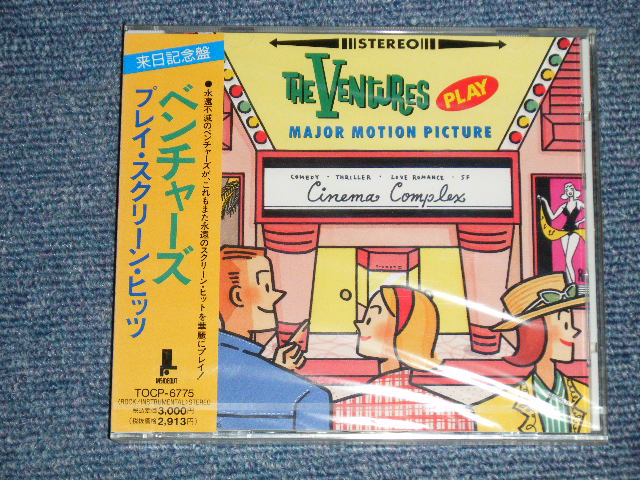 来日記念盤
ベンチャーズ
プレイ・スクリーン・ヒッツ
●永遠不滅のベンチャーズが、これもまた永遠のスクリーン・ヒットを華麗にプレイ!
INSIDEOUT
TOCP-6775
(ROCK/INSTRUMENTAL)STEREO
税込定価3,000円
(税抜価格2,913円)
STEREO
THE VENTURES
PLAY
MAJOR MOTION PICTURE
COMEDY · THRILLER · LOVE ROMANCE · SF
Cinema Complex